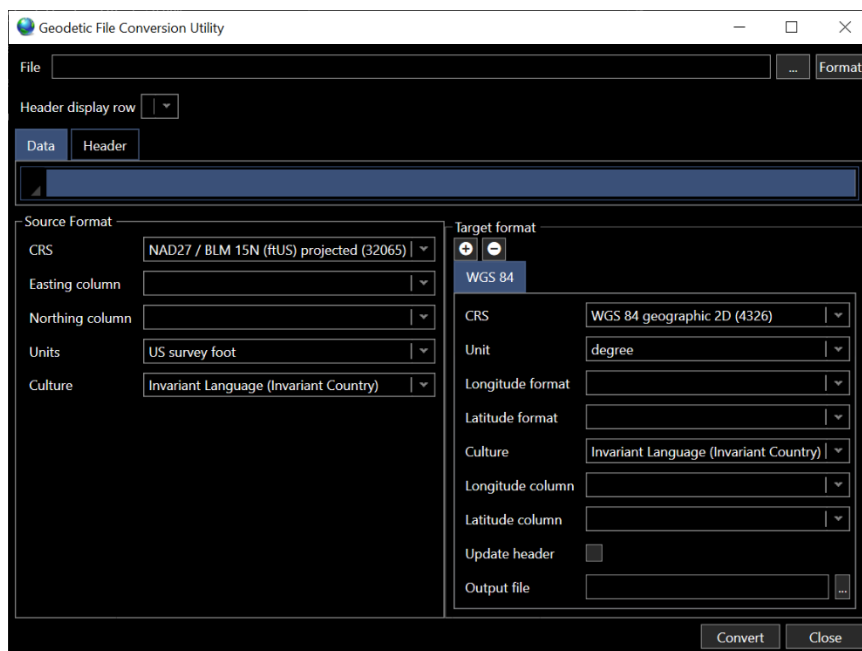 Geodetic File Conversion Utility
File ... Format
Header display row
Data Header
Source Format
CRS NAD27 / BLM 15N (ftUS) projected (32065)
Easting column
Northing column
Units US survey foot
Culture Invariant Language (Invariant Country)
Target format
WGS 84
CRS WGS 84 geographic 2D (4326)
Unit degree
Longitude format
Latitude format
Culture Invariant Language (Invariant Country)
Longitude column
Latitude column
Update header
Output file ...
Convert Close